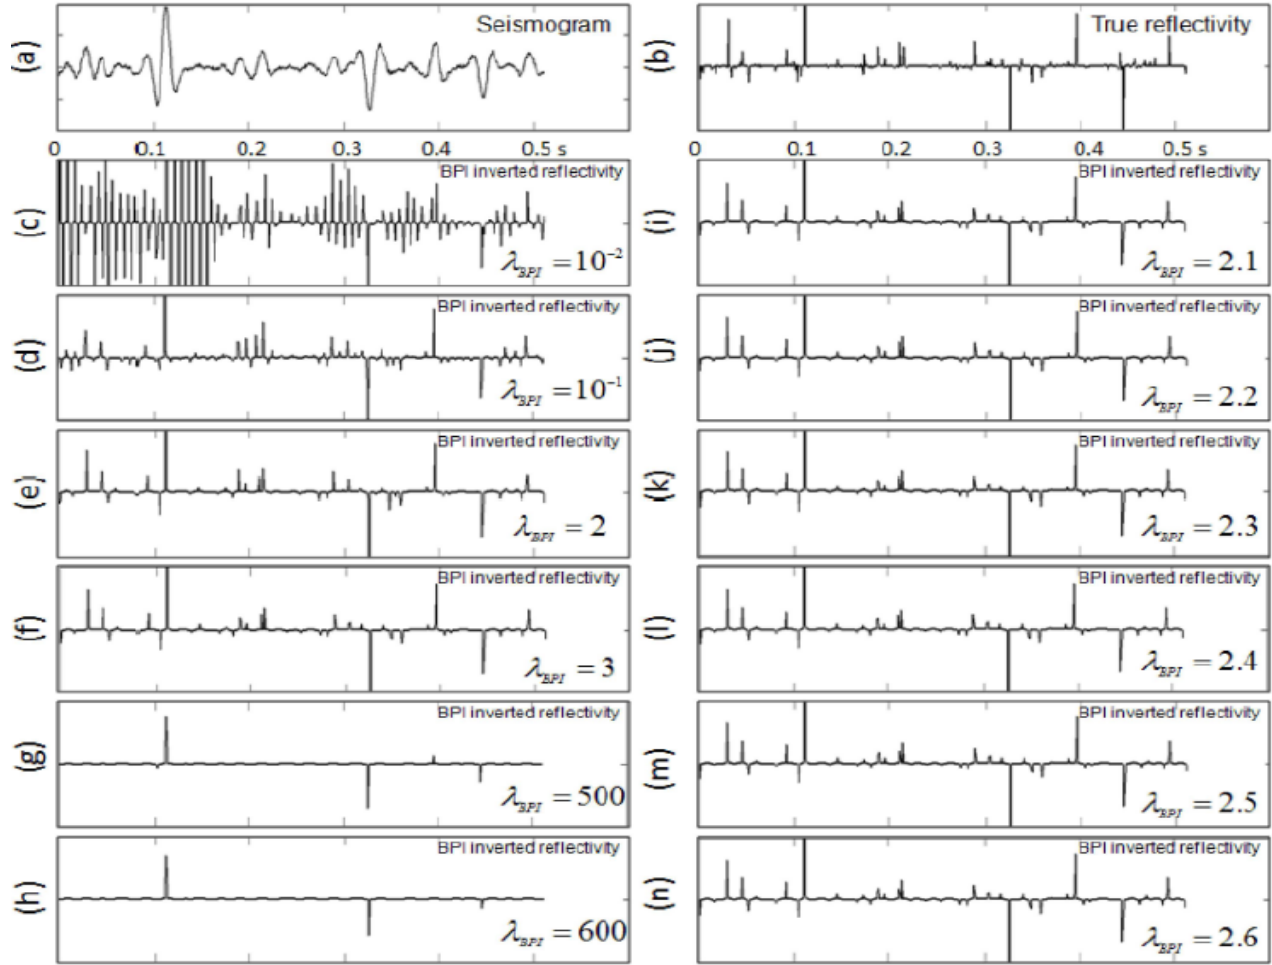 (a) Seismogram
0 0.1 0.2 0.3 0.4 0.5 s
(c) BPI inverted reflectivity
λBPI = 10⁻²
(d) BPI inverted reflectivity
λBPI = 10⁻¹
(e) BPI inverted reflectivity
λBPI = 2
(f) BPI inverted reflectivity
λBPI = 3
(g) BPI inverted reflectivity
λBPI = 500
(h) BPI inverted reflectivity
λBPI = 600
(b) True reflectivity
0 0.1 0.2 0.3 0.4 0.5 s
(i) BPI inverted reflectivity
λBPI = 2.1
(j) BPI inverted reflectivity
λBPI = 2.2
(k) BPI inverted reflectivity
λBPI = 2.3
(l) BPI inverted reflectivity
λBPI = 2.4
(m) BPI inverted reflectivity
λBPI = 2.5
(n) BPI inverted reflectivity
λBPI = 2.6